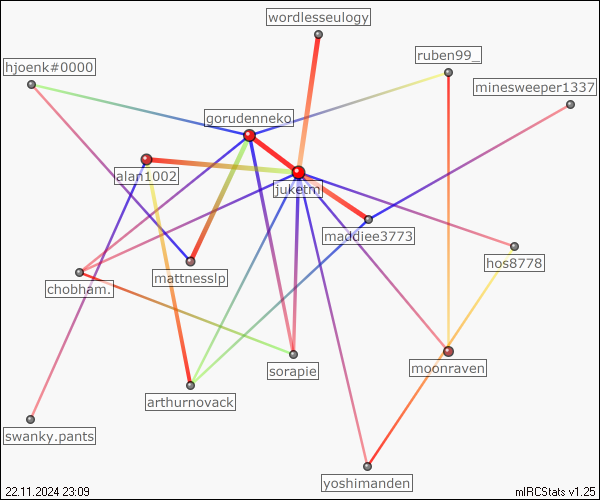 wordlesseulogy
ruben99_
hjoenk#0000
minesweeper1337
gorudenneko
alan1002
juketm
maddiee3773
hos8778
mattnesslp
chobham.
sorapie
moonraven
arthurnovack
swanky.pants
yoshimanden
22.11.2024 23:09
mIRCStats v1.25